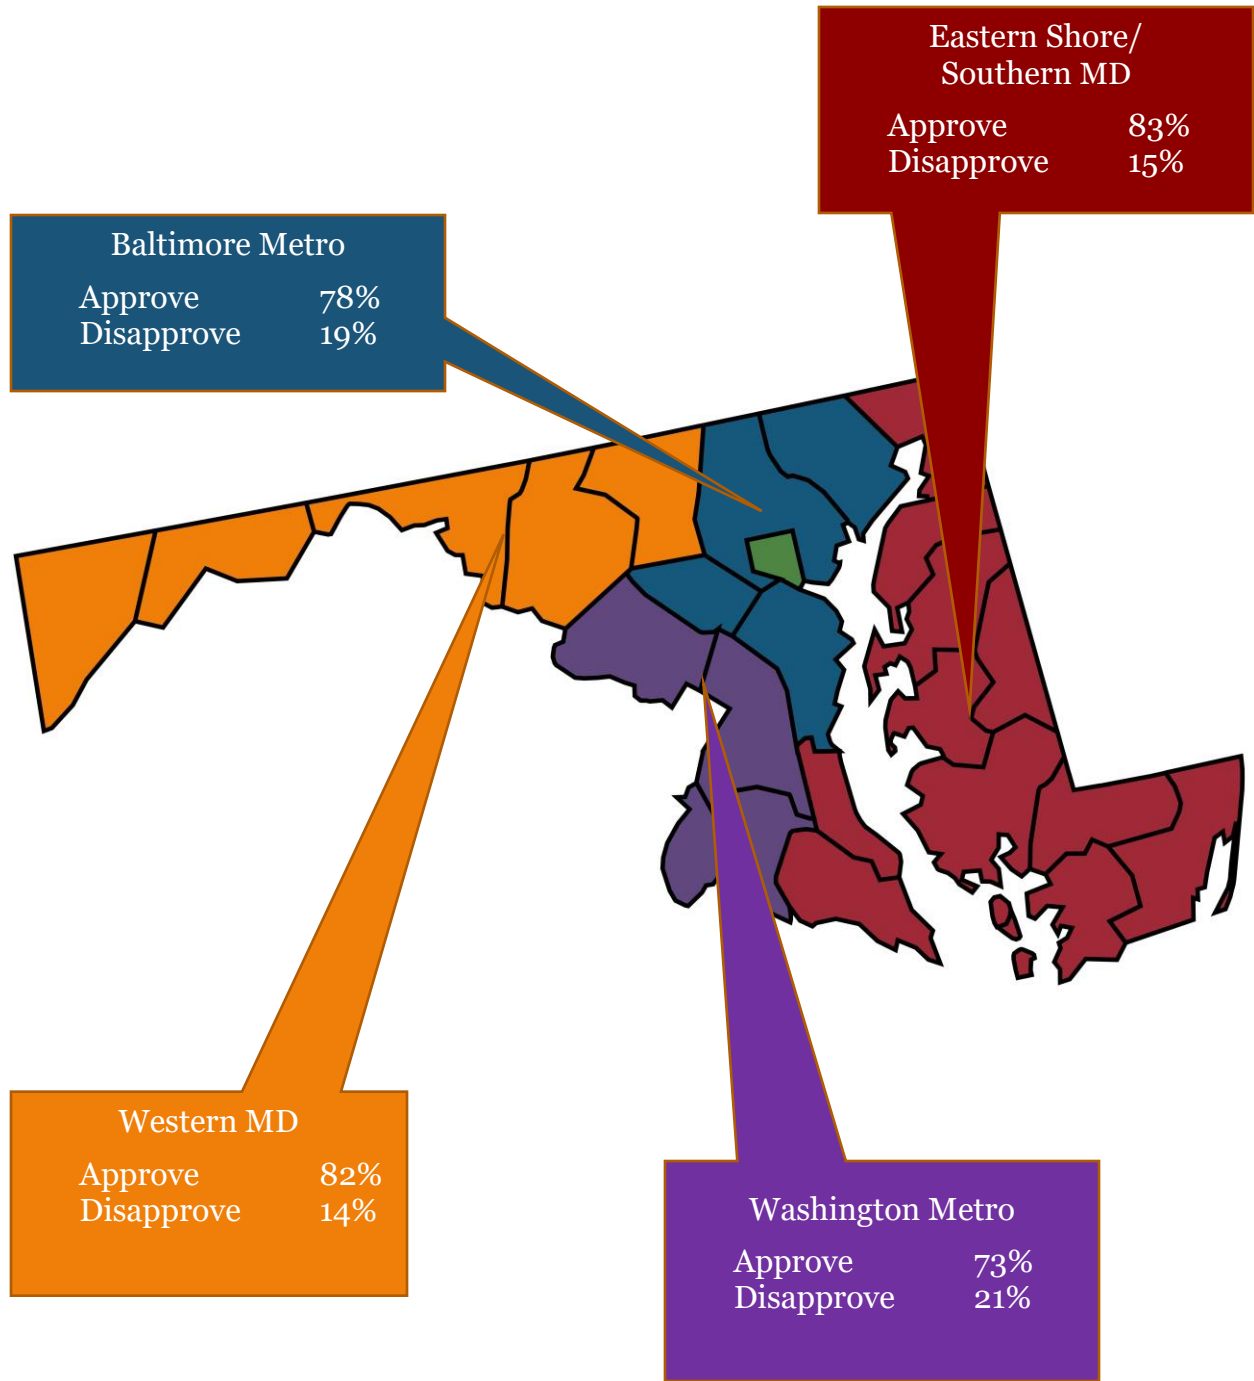 Eastern Shore/
Southern MD
Approve 83%
Disapprove 15%
Baltimore Metro
Approve 78%
Disapprove 19%
Western MD
Approve 82%
Disapprove 14%
Washington Metro
Approve 73%
Disapprove 21%